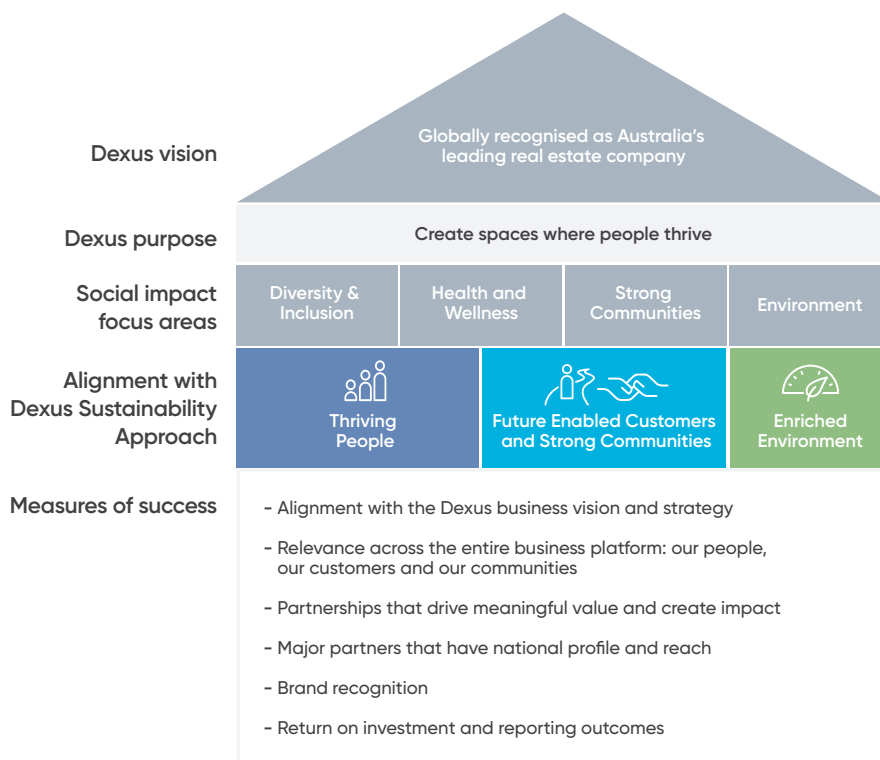 Dexus vision
Globally recognised as Australia's
leading real estate company
Dexus purpose
Create spaces where people thrive
Social impact
focus areas
Diversity &
Inclusion
Health and
Wellness
Strong
Communities
Environment
Alignment with
Dexus Sustainability
Approach
Thriving
People
Future Enabled Customers
and Strong Communities
Enriched
Environment
Measures of success
- Alignment with the Dexus business vision and strategy
- Relevance across the entire business platform: our people,
our customers and our communities
- Partnerships that drive meaningful value and create impact
- Major partners that have national profile and reach
- Brand recognition
- Return on investment and reporting outcomes